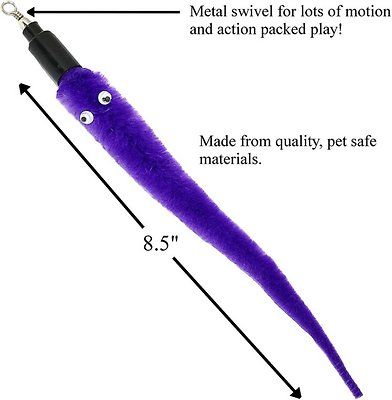 Metal swivel for lots of motion
and action packed play!
Made from quality, pet safe
materials.
8.5"